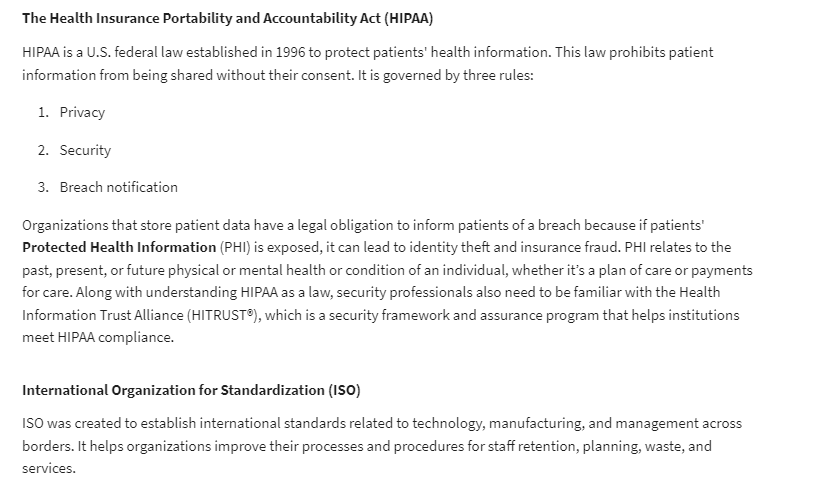 The Health Insurance Portability and Accountability Act (HIPAA)
HIPAA is a U.S. federal law established in 1996 to protect patients' health information. This law prohibits patient
information from being shared without their consent. It is governed by three rules:
1. Privacy
2. Security
3. Breach notification
Organizations that store patient data have a legal obligation to inform patients of a breach because if patients'
Protected Health Information (PHI) is exposed, it can lead to identity theft and insurance fraud. PHI relates to the
past, present, or future physical or mental health or condition of an individual, whether it’s a plan of care or payments
for care. Along with understanding HIPAA as a law, security professionals also need to be familiar with the Health
Information Trust Alliance (HITRUST®), which is a security framework and assurance program that helps institutions
meet HIPAA compliance.
International Organization for Standardization (ISO)
ISO was created to establish international standards related to technology, manufacturing, and management across
borders. It helps organizations improve their processes and procedures for staff retention, planning, waste, and
services.